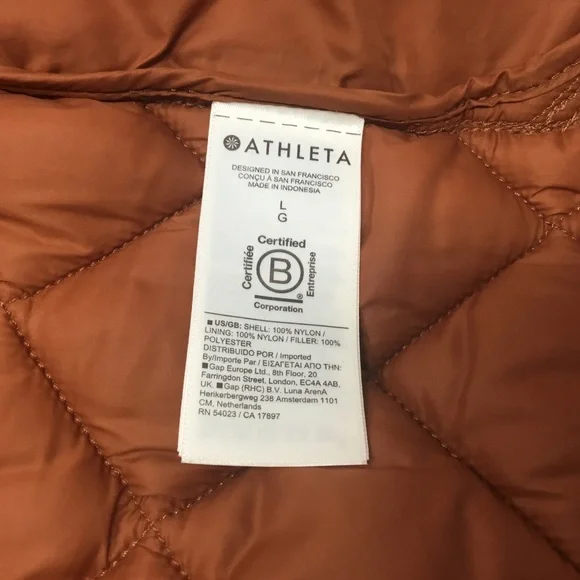 ATHLETA
DESIGNED IN SAN FRANCISCO
CONÇU À SAN FRANCISCO
MADE IN INDONESIA
L
G
Certified
Certifiée
B
Entreprise
®
Corporation
■ US/GB: SHELL: 100% NYLON /
LINING: 100% NYLON / FILLER: 100%
POLYESTER
DISTRIBUIDO POR / Imported
By/Importe Par / ΕΙΣΑΓΕΤΑΙ ΑΠΟ ΤΗΝ:
■Gap Europe Ltd., 8th Floor, 20
Farringdon Street, London, EC4A 4AB,
UK. ■Gap (RHC) B.V. Luna ArenA
Herikerbergweg 238 Amsterdam 1101
CM, Netherlands
RN 54023 / CA 17897